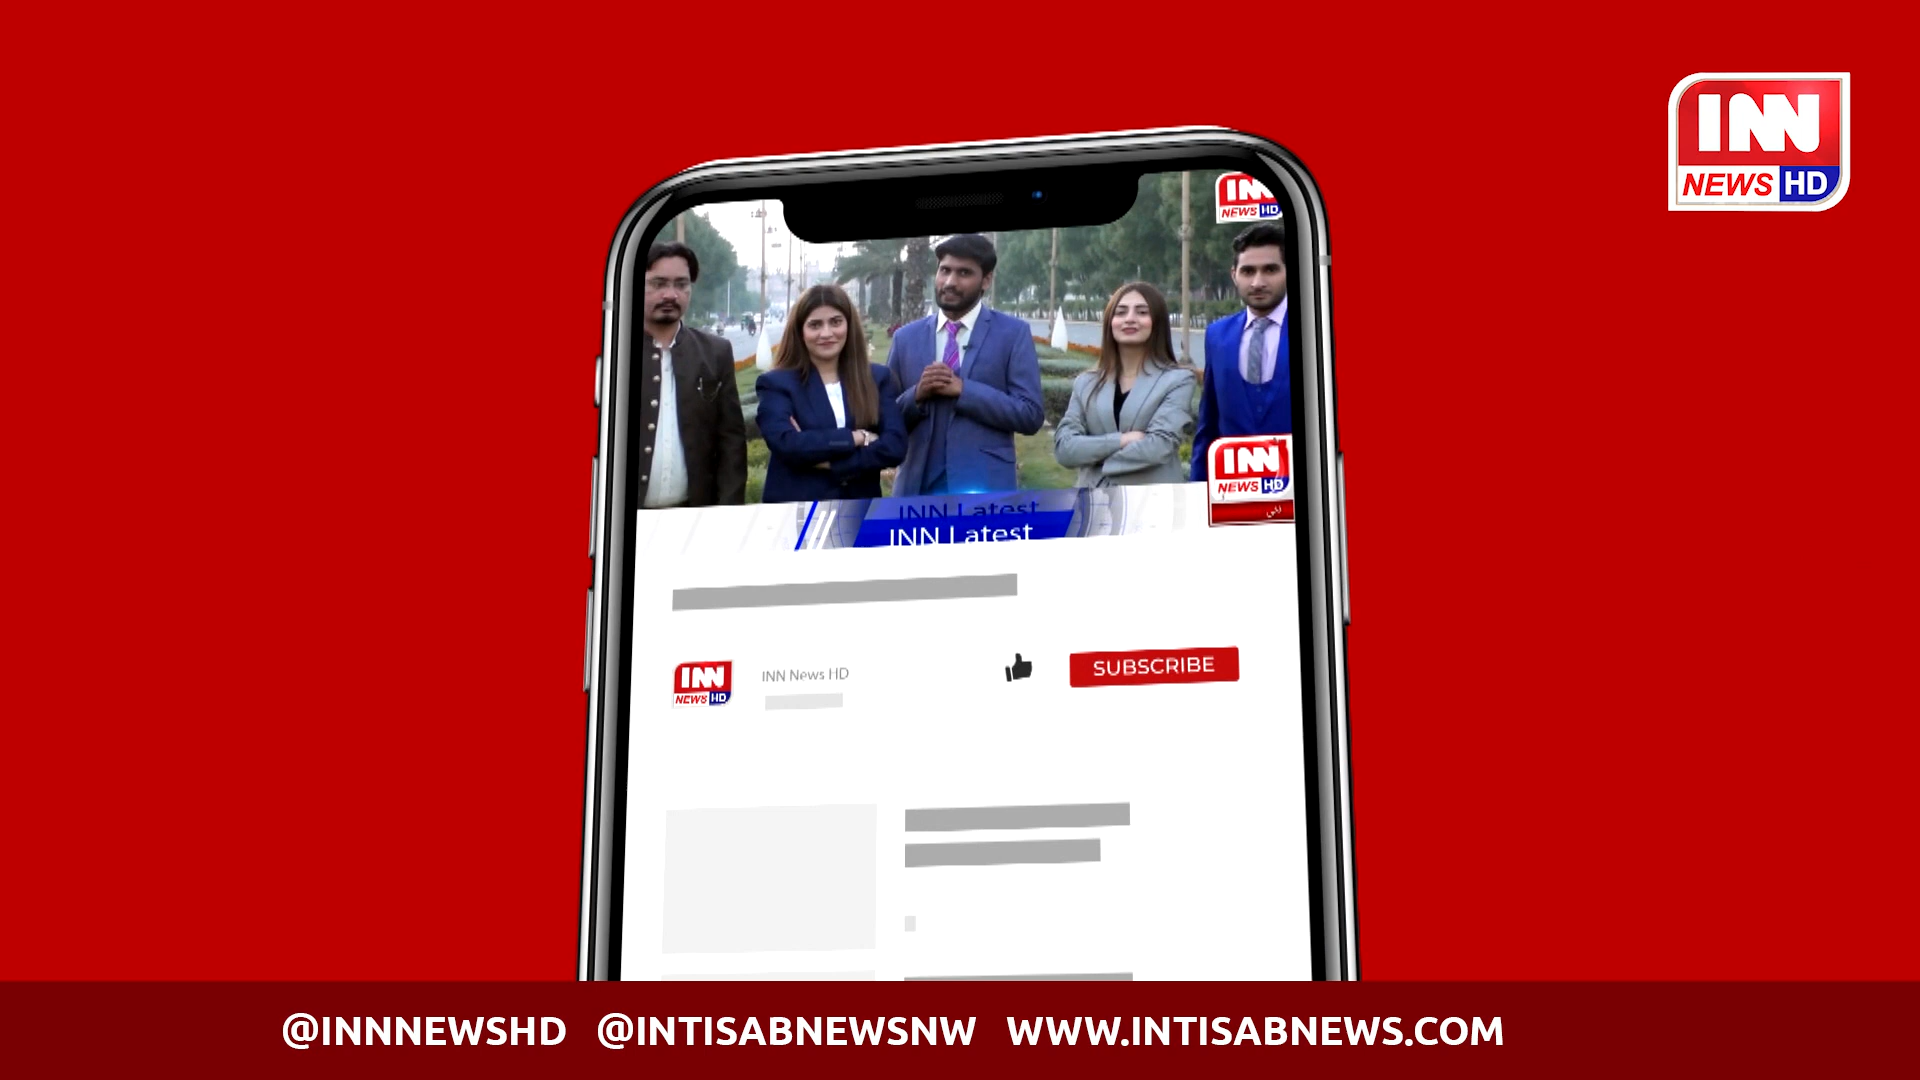 INN
NEWS HD
INN
NEWS HD
INN
NEWS HD
INN Latest
INN Latest
INN
NEWS HD
INN News HD
SUBSCRIBE
@INNNEWSHD @INTISABNEWSNW WWW.INTISABNEWS.COM